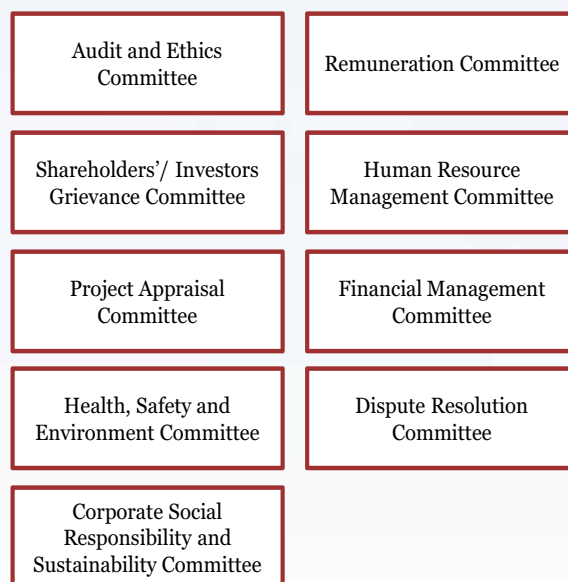 Audit and Ethics
Committee
Remuneration Committee
Shareholders’/ Investors
Grievance Committee
Human Resource
Management Committee
Project Appraisal
Committee
Financial Management
Committee
Health, Safety and
Environment Committee
Dispute Resolution
Committee
Corporate Social
Responsibility and
Sustainability Committee